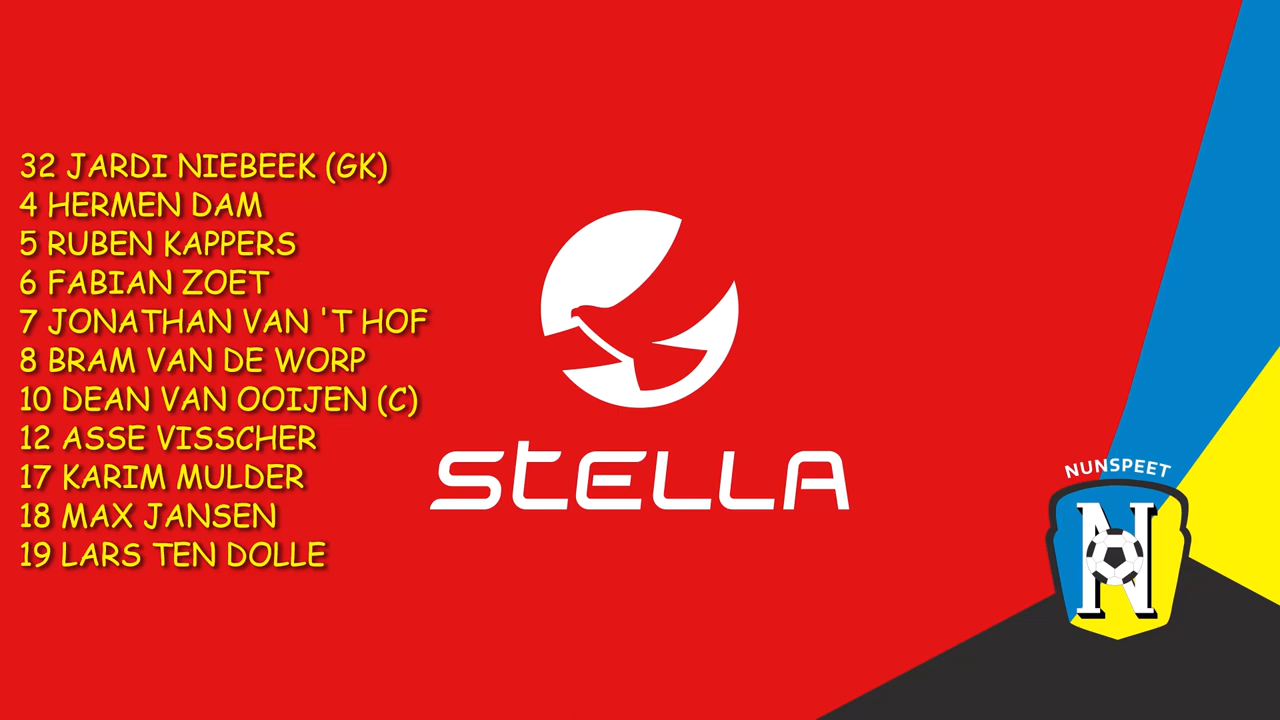 32 JARDI NIEBEEK (GK)
4 HERMEN DAM
5 RUBEN KAPPERS
6 FABIAN ZOET
7 JONATHAN VAN 'T HOF
8 BRAM VAN DE WORP
10 DEAN VAN OOIJEN (C)
12 ASSE VISSCHER
17 KARIM MULDER
18 MAX JANSEN
19 LARS TEN DOLLE
STELLA
NUNSPEET
N